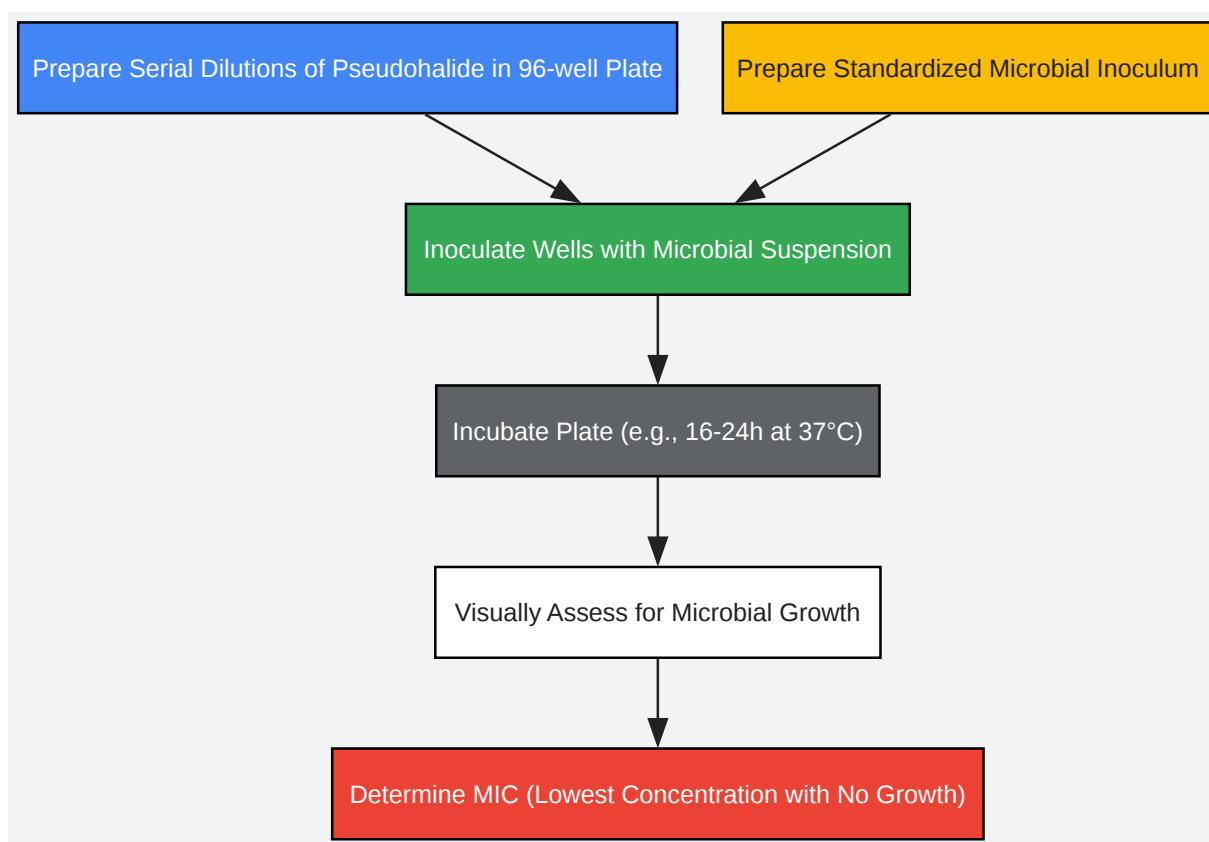 Prepare Serial Dilutions of Pseudohalide in 96-well Plate
Prepare Standardized Microbial Inoculum
Inoculate Wells with Microbial Suspension
Incubate Plate (e.g., 16-24h at 37°C)
Visually Assess for Microbial Growth
Determine MIC (Lowest Concentration with No Growth)